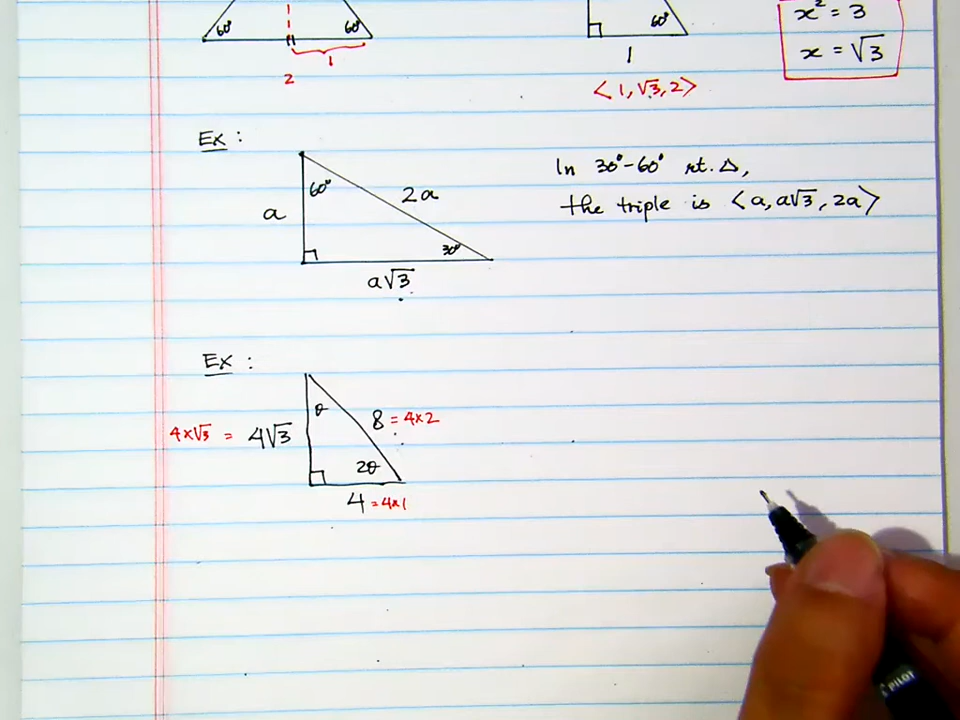 60° 60° 60° x² = 3
1 1 x = √3
2 <1, √3, 2>
Ex :
60° 2a In 30°-60° rt. △,
a the triple is <a, a√3, 2a>
30°
a√3
Ex :
θ 8 = 4×2
4×√3 = 4√3
2θ
4 = 4×1
PILOT